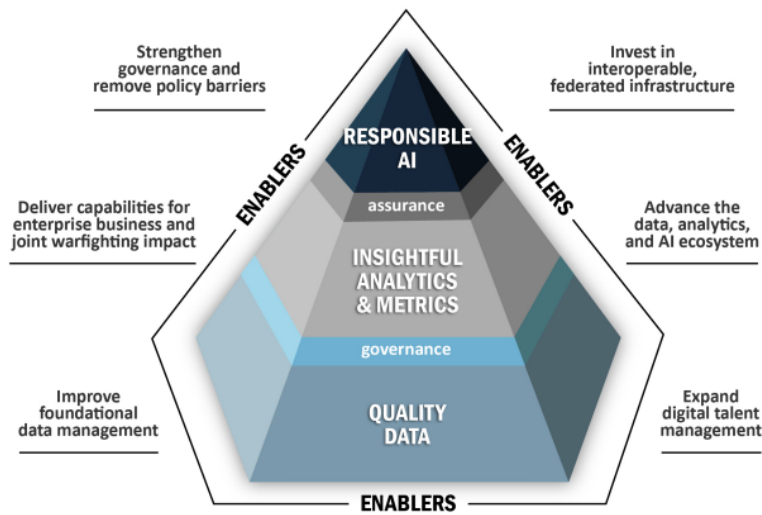 Strengthen
governance and
remove policy barriers
Invest in
interoperable,
federated infrastructure
ENABLERS
ENABLERS
RESPONSIBLE
AI
assurance
Deliver capabilities for
enterprise business and
joint warfighting impact
Advance the
data, analytics,
and AI ecosystem
INSIGHTFUL
ANALYTICS
& METRICS
governance
Improve
foundational
data management
QUALITY
DATA
Expand
digital talent
management
ENABLERS